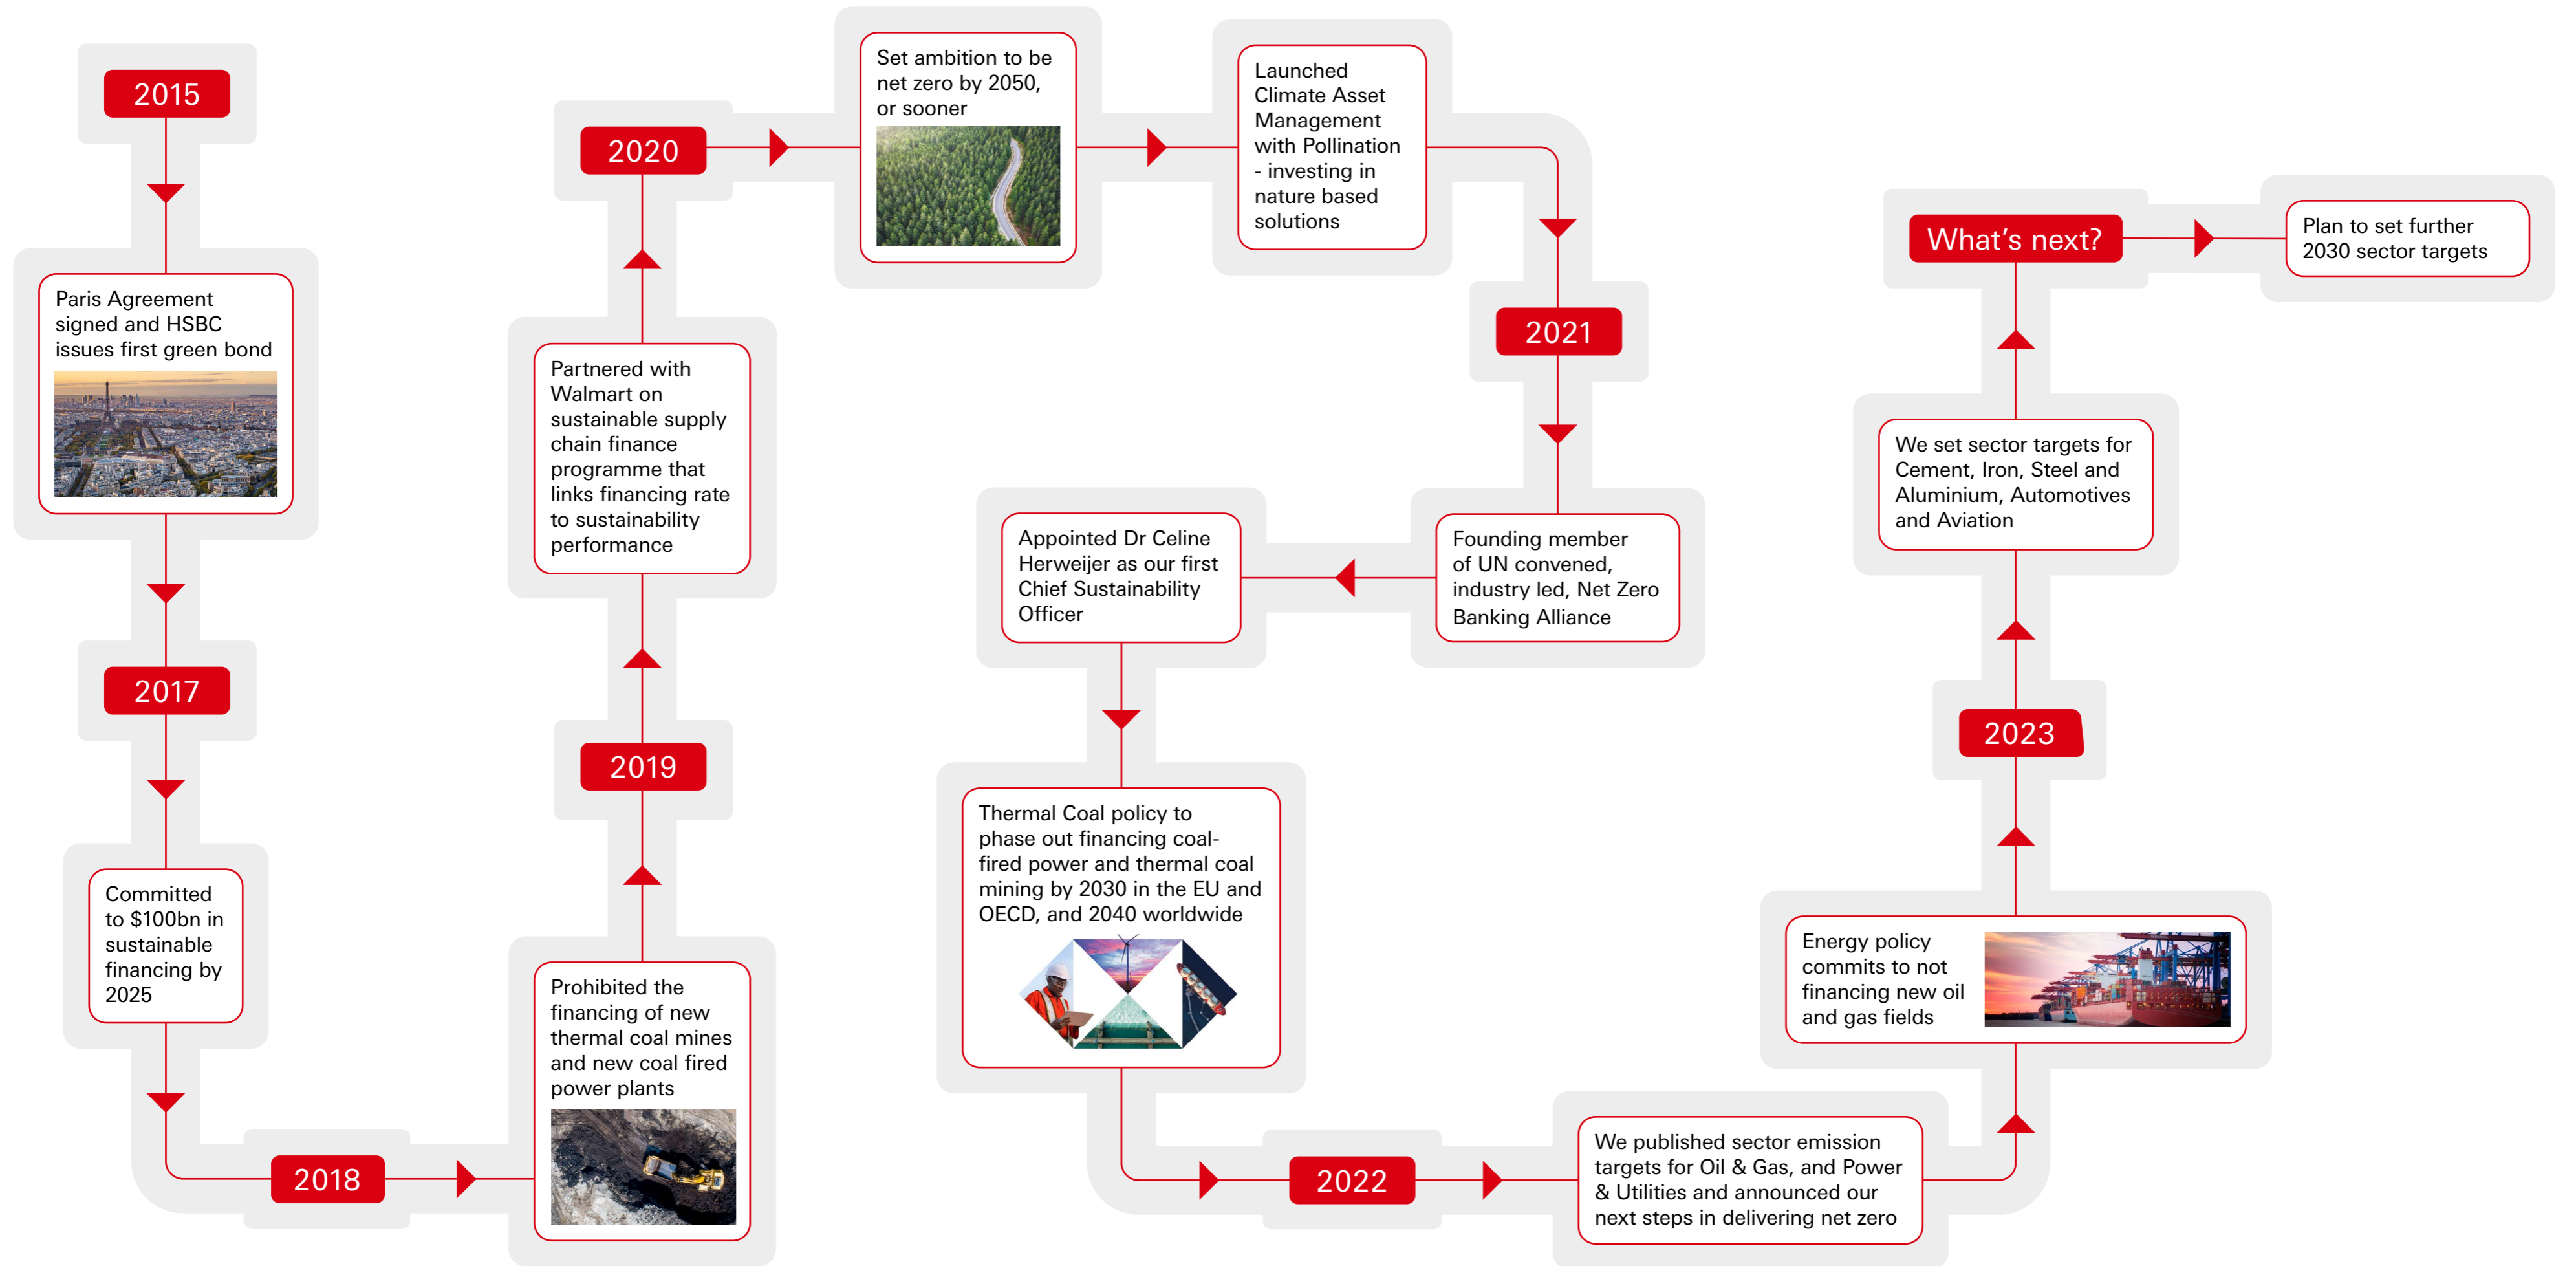 2015
Paris Agreement
signed and HSBC
issues first green bond
2017
Committed
to $100bn in
sustainable
financing by
2025
2018
Prohibited the
financing of new
thermal coal mines
and new coal fired
power plants
2019
Partnered with
Walmart on
sustainable supply
chain finance
programme that
links financing rate
to sustainability
performance
2020
Set ambition to be
net zero by 2050,
or sooner
Launched
Climate Asset
Management
with Pollination
- investing in
nature based
solutions
2021
Founding member
of UN convened,
industry led, Net Zero
Banking Alliance
Appointed Dr Celine
Herweijer as our first
Chief Sustainability
Officer
Thermal Coal policy to
phase out financing coal-
fired power and thermal coal
mining by 2030 in the EU and
OECD, and 2040 worldwide
2022
We published sector emission
targets for Oil & Gas, and Power
& Utilities and announced our
next steps in delivering net zero
Energy policy
commits to not
financing new oil
and gas fields
2023
We set sector targets for
Cement, Iron, Steel and
Aluminium, Automotives
and Aviation
What's next?
Plan to set further
2030 sector targets